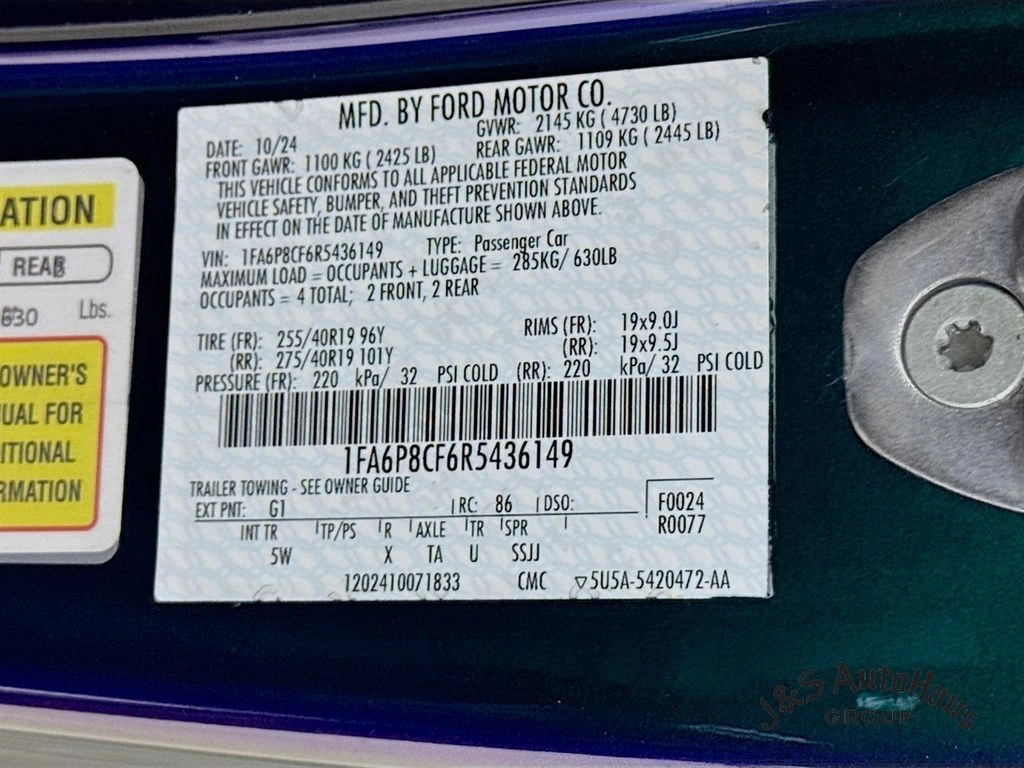 MFD. BY FORD MOTOR CO.
DATE: 10/24 GVWR: 2145 KG ( 4730 LB)
FRONT GAWR: 1100 KG ( 2425 LB) REAR GAWR: 1109 KG ( 2445 LB)
THIS VEHICLE CONFORMS TO ALL APPLICABLE FEDERAL MOTOR
VEHICLE SAFETY, BUMPER, AND THEFT PREVENTION STANDARDS
IN EFFECT ON THE DATE OF MANUFACTURE SHOWN ABOVE.
VIN: 1FA6P8CF6R5436149 TYPE: Passenger Car
MAXIMUM LOAD = OCCUPANTS + LUGGAGE = 285KG/ 630LB
OCCUPANTS = 4 TOTAL; 2 FRONT, 2 REAR
TIRE (FR): 255/40R19 96Y RIMS (FR): 19x9.0J
(RR): 275/40R19 101Y (RR): 19x9.5J
PRESSURE (FR): 220 kPa/ 32 PSI COLD (RR): 220 kPa/ 32 PSI COLD
1FA6P8CF6R5436149
TRAILER TOWING - SEE OWNER GUIDE
EXT PNT: G1 RC: 86 DSO: F0024
R0077
INT TR TP/PS R AXLE TR SPR
5W X TA U SSJJ
1202410071833 CMC ▽5U5A-5420472-AA
ATION
REAR
630 Lbs.
OWNER'S
UAL FOR
ITIONAL
RMATION
J&S AutoHaus
GROUP